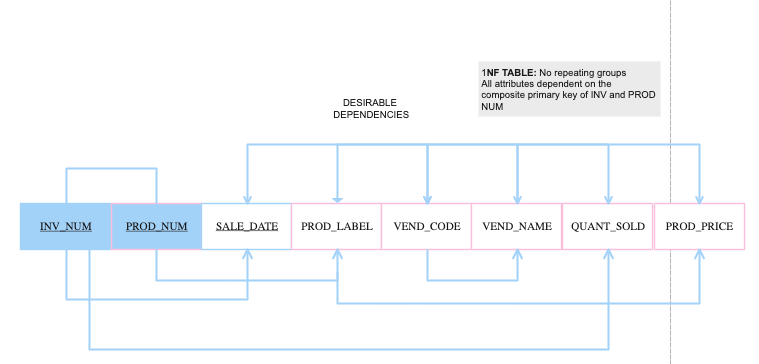 1NF TABLE: No repeating groups
All attributes dependent on the
composite primary key of INV and PROD
NUM
DESIRABLE
DEPENDENCIES
INV_NUM
PROD_NUM
SALE_DATE
PROD_LABEL
VEND_CODE
VEND_NAME
QUANT_SOLD
PROD_PRICE